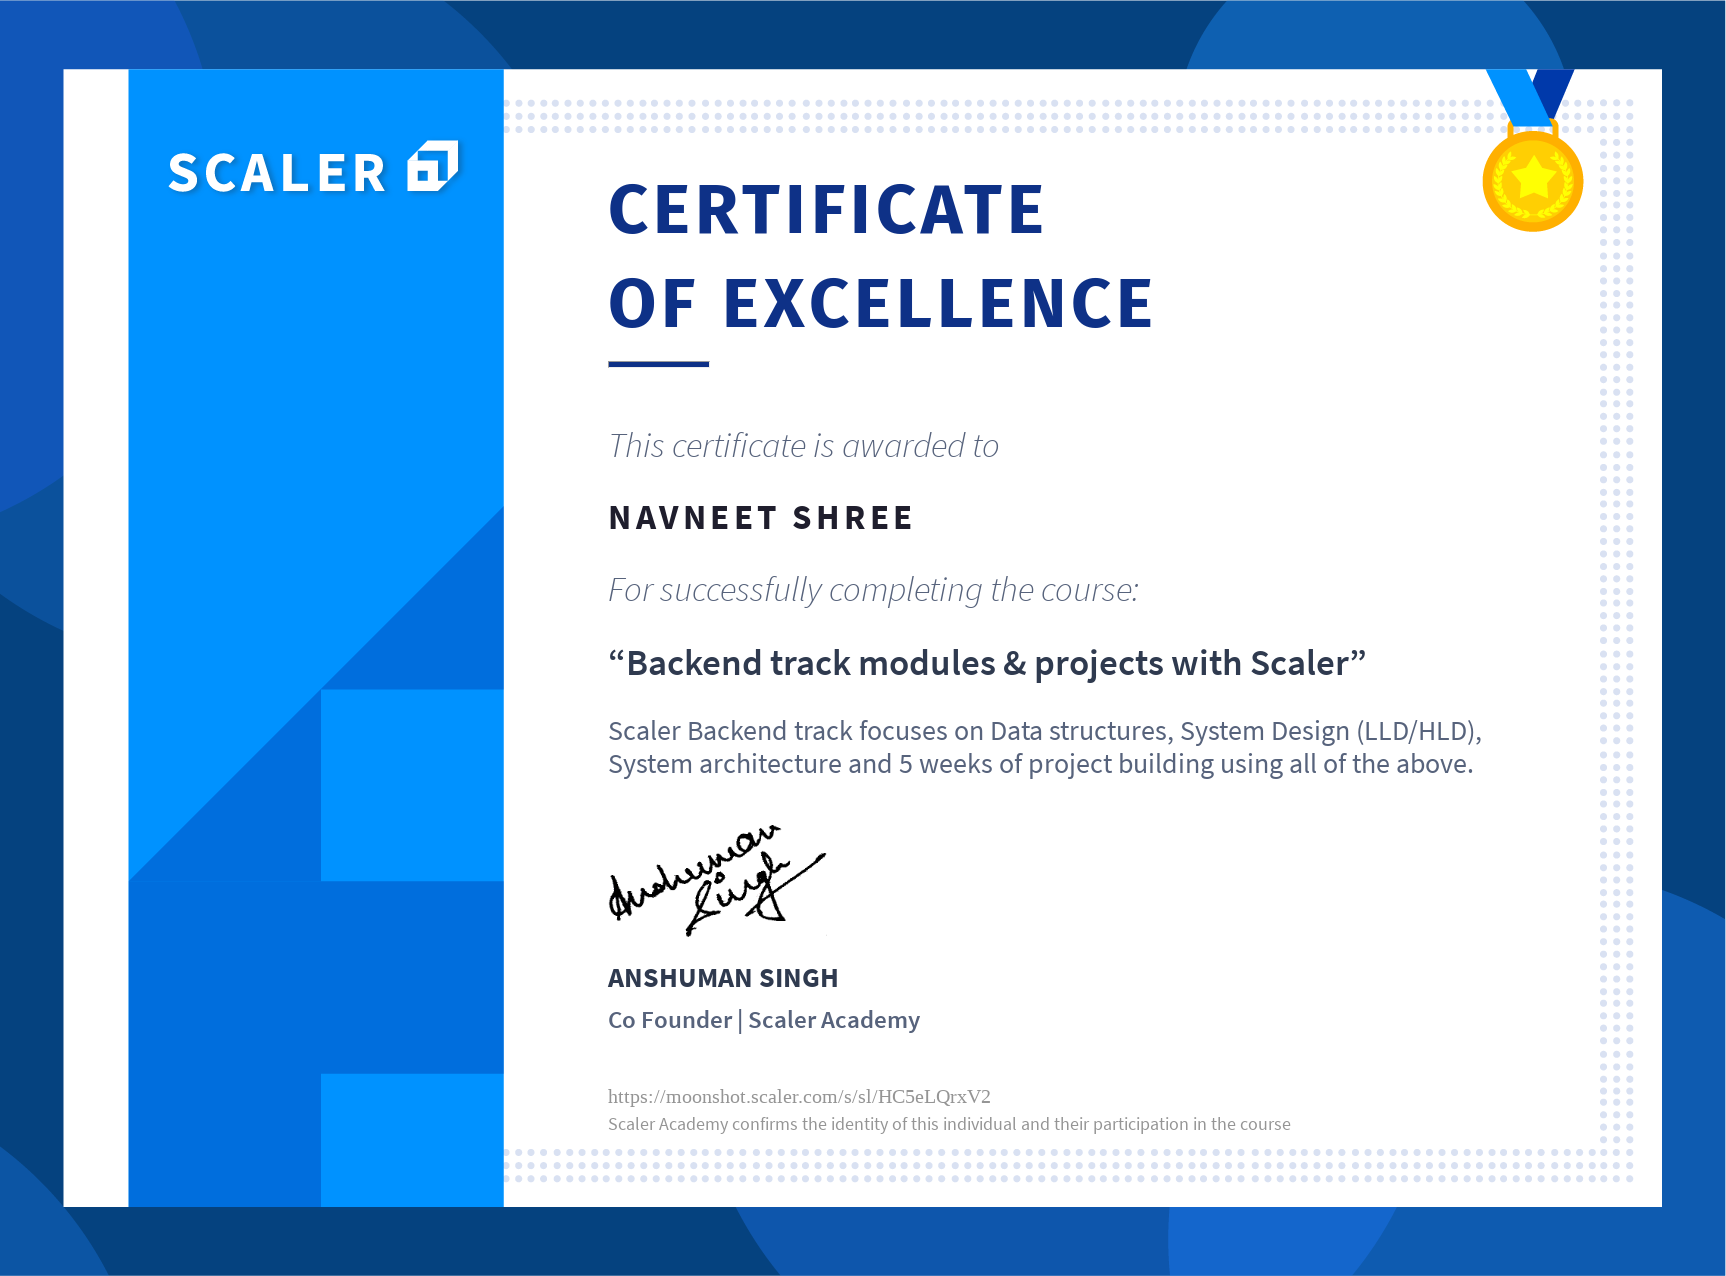 SCALER
CERTIFICATE
OF EXCELLENCE
This certificate is awarded to
NAVNEET SHREE
For successfully completing the course:
“Backend track modules & projects with Scaler”
Scaler Backend track focuses on Data structures, System Design (LLD/HLD),
System architecture and 5 weeks of project building using all of the above.
Anshuman
Singh
ANSHUMAN SINGH
Co Founder | Scaler Academy
https://moonshot.scaler.com/s/sl/HC5eLQrxV2
Scaler Academy confirms the identity of this individual and their participation in the course